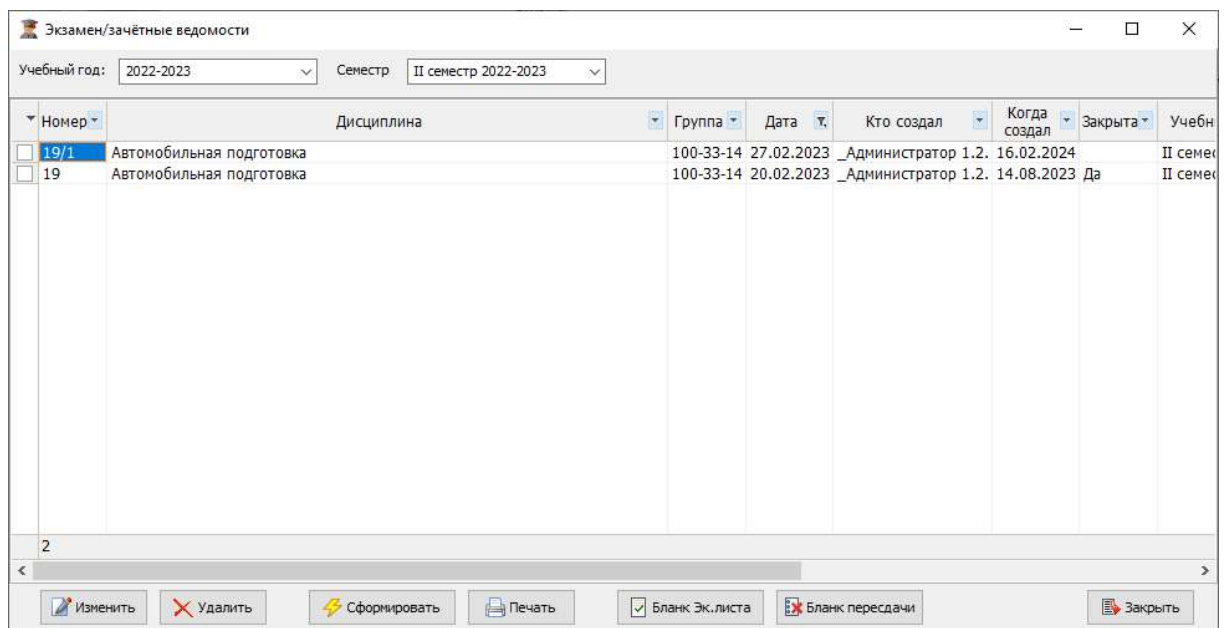 Экзамен/зачётные ведомости
Учебный год: 2022-2023 Семестр II семестр 2022-2023
Номер Дисциплина Группа Дата Кто создал Когда создал Закрыта Учебн
19/1 Автомобильная подготовка 100-33-14 27.02.2023 _Администратор 1.2. 16.02.2024 II семес
19 Автомобильная подготовка 100-33-14 20.02.2023 _Администратор 1.2. 14.08.2023 Да II семес
2
Изменить Удалить Сформировать Печать Бланк Эк.листа Бланк пересдачи Закрыть